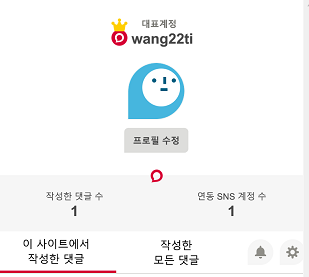 대표계정
wang22ti
프로필 수정
작성한 댓글 수
1
연동 SNS 계정 수
1
이 사이트에서
작성한 댓글
작성한
모든 댓글